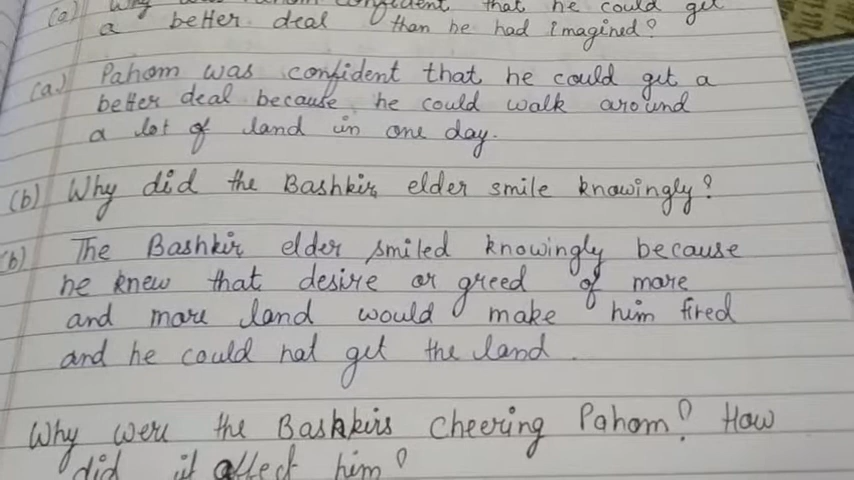 (a) Why was Pahom confident that he could get
a better deal than he had imagined?
(a) Pahom was confident that he could get a
better deal because he could walk around
a lot of land in one day.
(b) Why did the Bashkir elder smile knowingly?
(b) The Bashkir elder smiled knowingly because
he knew that desire or greed of more
and more land would make him tired
and he could not get the land.
Why were the Bashkirs cheering Pahom? How
did it affect him?